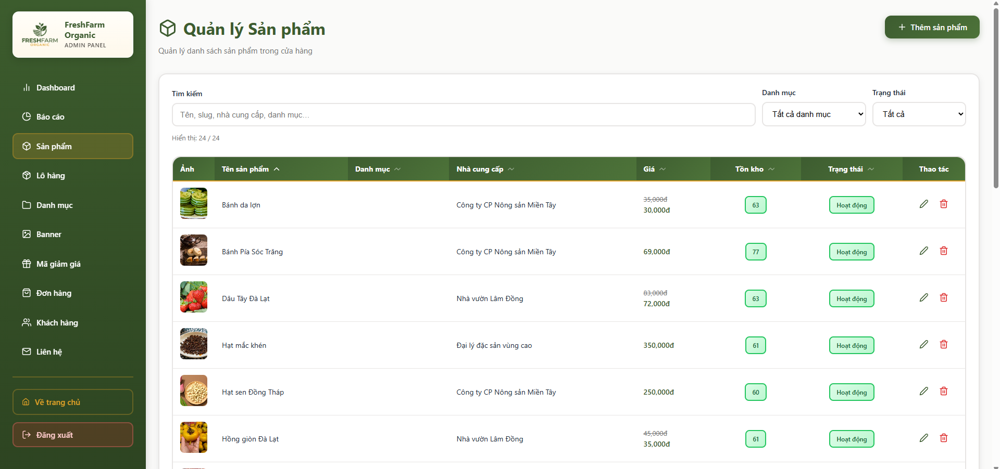 FRESHFARM
ORGANIC
FreshFarm
Organic
ADMIN PANEL
Dashboard
Báo cáo
Sản phẩm
Lô hàng
Danh mục
Banner
Mã giảm giá
Đơn hàng
Khách hàng
Liên hệ
Về trang chủ
Đăng xuất
Quản lý Sản phẩm
Quản lý danh sách sản phẩm trong cửa hàng
Thêm sản phẩm
Tìm kiếm
Danh mục
Trạng thái
Tên, slug, nhà cung cấp, danh mục...
Tất cả danh mục
Tất cả
Hiển thị: 24 / 24
Ảnh Tên sản phẩm Danh mục Nhà cung cấp Giá Tồn kho Trạng thái Thao tác
35,000đ
Bánh da lợn Công ty CP Nông sản Miền Tây 30,000đ 63 Hoạt động
Bánh Pía Sóc Trăng Công ty CP Nông sản Miền Tây 69,000đ 77 Hoạt động
83,000đ
Dâu Tây Đà Lạt Nhà vườn Lâm Đồng 72,000đ 63 Hoạt động
Hạt mắc khén Đại lý đặc sản vùng cao 350,000đ 61 Hoạt động
Hạt sen Đồng Tháp Công ty CP Nông sản Miền Tây 250,000đ 60 Hoạt động
45,000đ
Hồng giòn Đà Lạt Nhà vườn Lâm Đồng 35,000đ 61 Hoạt động